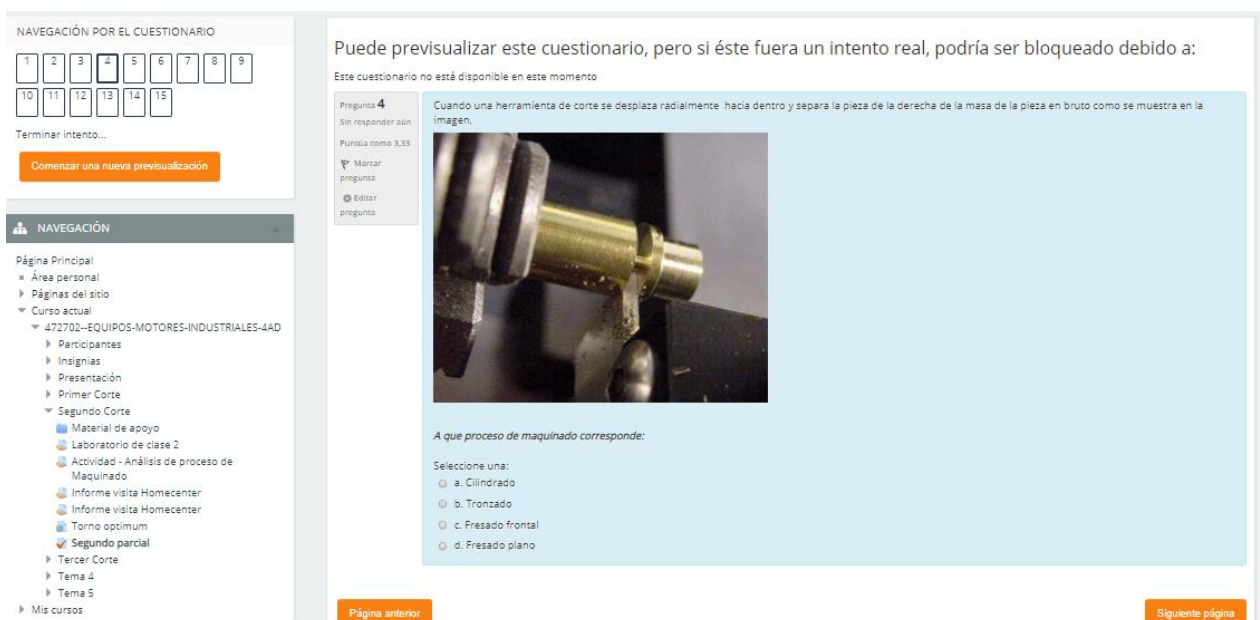 NAVEGACIÓN POR EL CUESTIONARIO
1 2 3 4 5 6 7 8 9
10 11 12 13 14 15
Terminar intento...
Comenzar una nueva previsualización
NAVEGACIÓN
Página Principal
Área personal
Páginas del sitio
Curso actual
472702--EQUIPOS-MOTORES-INDUSTRIALES-4AD
Participantes
Insignias
Presentación
Primer Corte
Segundo Corte
Material de apoyo
Laboratorio de clase 2
Actividad - Análisis de proceso de
Maquinado
Informe visita Homecenter
Informe visita Homecenter
Torno optimum
Segundo parcial
Tercer Corte
Tema 4
Tema 5
Mis cursos
Puede previsualizar este cuestionario, pero si éste fuera un intento real, podría ser bloqueado debido a:
Este cuestionario no está disponible en este momento
Pregunta 4
Sin responder aún
Puntúa como 3,33
Marcar
pregunta
Editar
pregunta
Cuando una herramienta de corte se desplaza radialmente hacia dentro y separa la pieza de la derecha de la masa de la pieza en bruto como se muestra en la
imagen.
A que proceso de maquinado corresponde:
Seleccione una:
a. Cilindrado
b. Tronzado
c. Fresado frontal
d. Fresado plano
Página anterior
Siguiente página